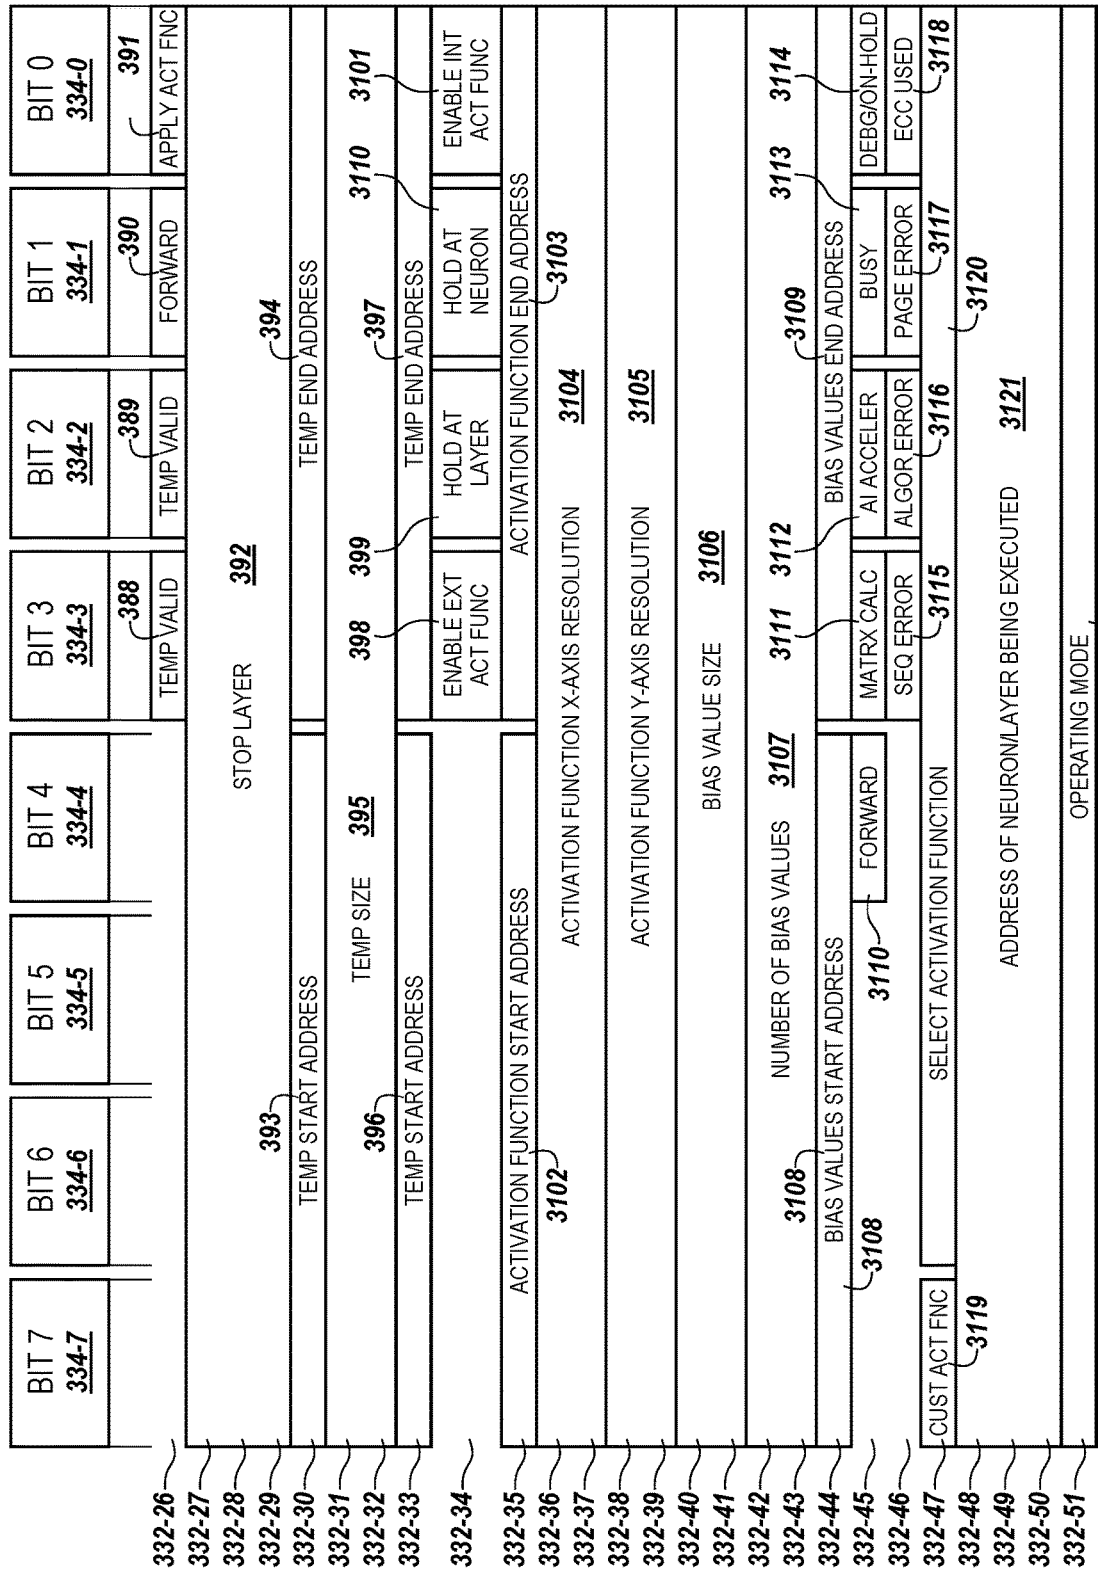 BIT 7
334-7
BIT 6
334-6
BIT 5
334-5
BIT 4
334-4
BIT 3
334-3
BIT 2
334-2
BIT 1
334-1
BIT 0
334-0
388
389
390
391
332-26
TEMP VALID
TEMP VALID
FORWARD
APPLY ACT FNC
332-27
332-28
STOP LAYER
392
332-29
393
394
332-30
TEMP START ADDRESS
TEMP END ADDRESS
332-31
TEMP SIZE
395
332-32
396
397
332-33
TEMP START ADDRESS
TEMP END ADDRESS
398
399
3110
3101
332-34
ENABLE EXT
ACT FUNC
HOLD AT
LAYER
HOLD AT
NEURON
ENABLE INT
ACT FUNC
332-35
ACTIVATION FUNCTION START ADDRESS
ACTIVATION FUNCTION END ADDRESS
3102
3103
332-36
ACTIVATION FUNCTION X-AXIS RESOLUTION
3104
332-37
332-38
ACTIVATION FUNCTION Y-AXIS RESOLUTION
3105
332-39
332-40
BIAS VALUE SIZE
3106
332-41
332-42
NUMBER OF BIAS VALUES
3107
332-43
3108
3111
3112
3109
3113
3114
332-44
BIAS VALUES START ADDRESS
BIAS VALUES END ADDRESS
3108
332-45
3110
FORWARD
MATRX CALC
AI ACCELER
BUSY
DEBG/ON-HOLD
332-46
SEQ ERROR
ALGOR ERROR
PAGE ERROR
ECC USED
3115
3116
3117
3118
332-47
CUST ACT FNC
SELECT ACTIVATION FUNCTION
3119
3120
332-48
332-49
ADDRESS OF NEURON/LAYER BEING EXECUTED
3121
332-50
332-51
OPERATING MODE